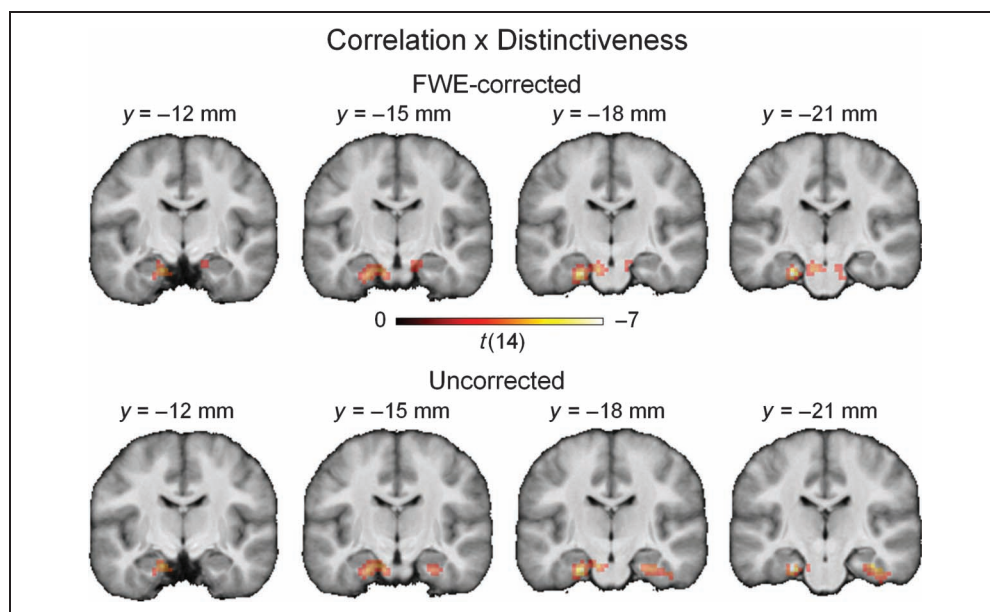 Correlation x Distinctiveness
FWE-corrected
y = –12 mm y = –15 mm y = –18 mm y = –21 mm
0 –7
t(14)
Uncorrected
y = –12 mm y = –15 mm y = –18 mm y = –21 mm